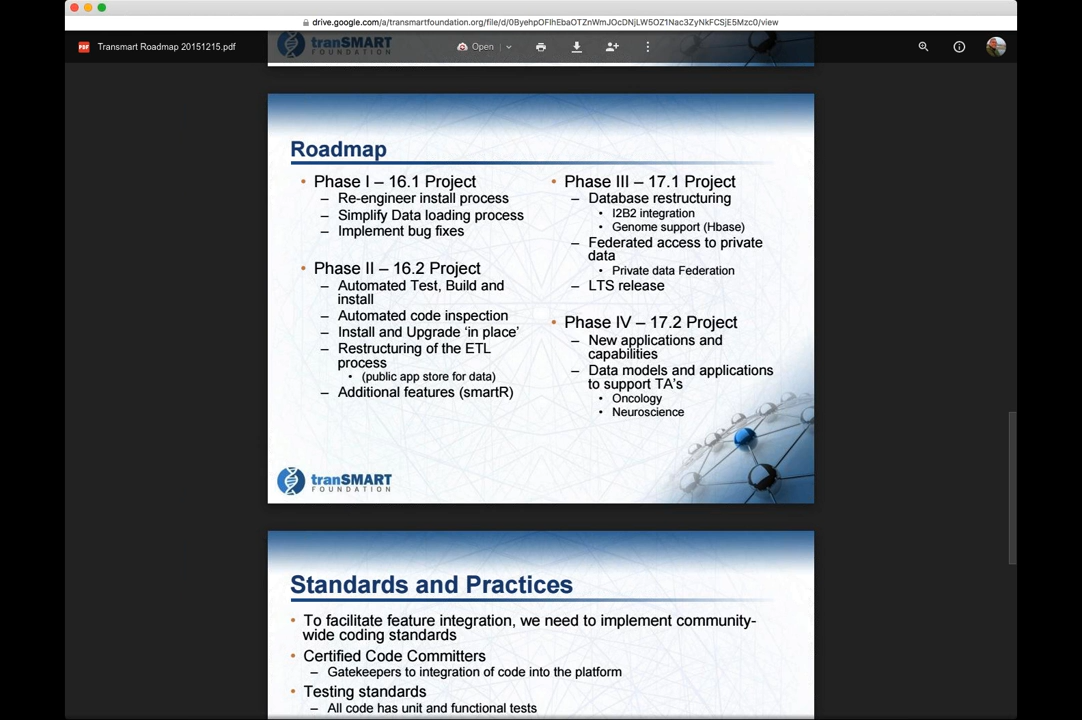 drive.google.com/a/transmartfoundation.org/file/d/0ByehpOFIhEbaOTZnWmJOcDNjLW5OZ1Nac3ZyNkFCSjE5Mzc0/view
PDF Transmart Roadmap 20151215.pdf
Open
tranSMART
FOUNDATION
Roadmap
• Phase I – 16.1 Project
– Re-engineer install process
– Simplify Data loading process
– Implement bug fixes
• Phase II – 16.2 Project
– Automated Test, Build and
install
– Automated code inspection
– Install and Upgrade ‘in place’
– Restructuring of the ETL
process
• (public app store for data)
– Additional features (smartR)
• Phase III – 17.1 Project
– Database restructuring
• I2B2 integration
• Genome support (Hbase)
– Federated access to private
data
• Private data Federation
– LTS release
• Phase IV – 17.2 Project
– New applications and
capabilities
– Data models and applications
to support TA’s
• Oncology
• Neuroscience
tranSMART
FOUNDATION
Standards and Practices
• To facilitate feature integration, we need to implement community-
wide coding standards
• Certified Code Committers
– Gatekeepers to integration of code into the platform
• Testing standards
– All code has unit and functional tests